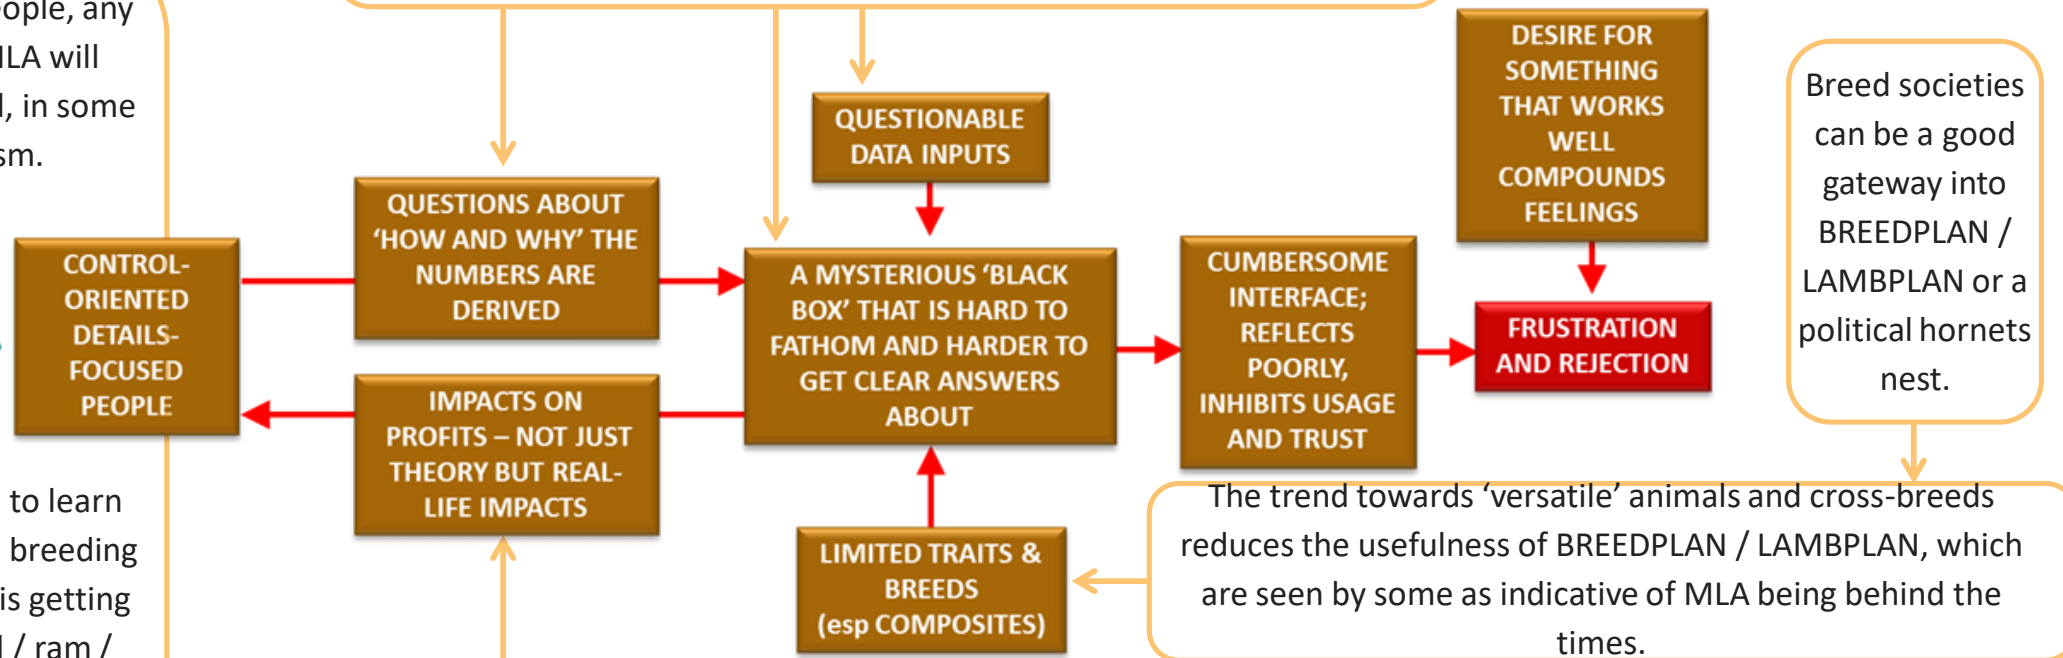 eople, any
MLA will
l, in some
sm.
CONTROL-
ORIENTED
DETAILS-
FOCUSED
PEOPLE
to learn
breeding
is getting
/ ram /
QUESTIONS ABOUT
‘HOW AND WHY’ THE
NUMBERS ARE
DERIVED
IMPACTS ON
PROFITS – NOT JUST
THEORY BUT REAL-
LIFE IMPACTS
QUESTIONABLE
DATA INPUTS
A MYSTERIOUS ‘BLACK
BOX’ THAT IS HARD TO
FATHOM AND HARDER TO
GET CLEAR ANSWERS
ABOUT
LIMITED TRAITS &
BREEDS
(esp COMPOSITES)
CUMBERSOME
INTERFACE;
REFLECTS
POORLY,
INHIBITS USAGE
AND TRUST
DESIRE FOR
SOMETHING
THAT WORKS
WELL
COMPOUNDS
FEELINGS
FRUSTRATION
AND REJECTION
Breed societies
can be a good
gateway into
BREEDPLAN /
LAMBPLAN or a
political hornets
nest.
The trend towards ‘versatile’ animals and cross-breeds
reduces the usefulness of BREEDPLAN / LAMBPLAN, which
are seen by some as indicative of MLA being behind the
times.